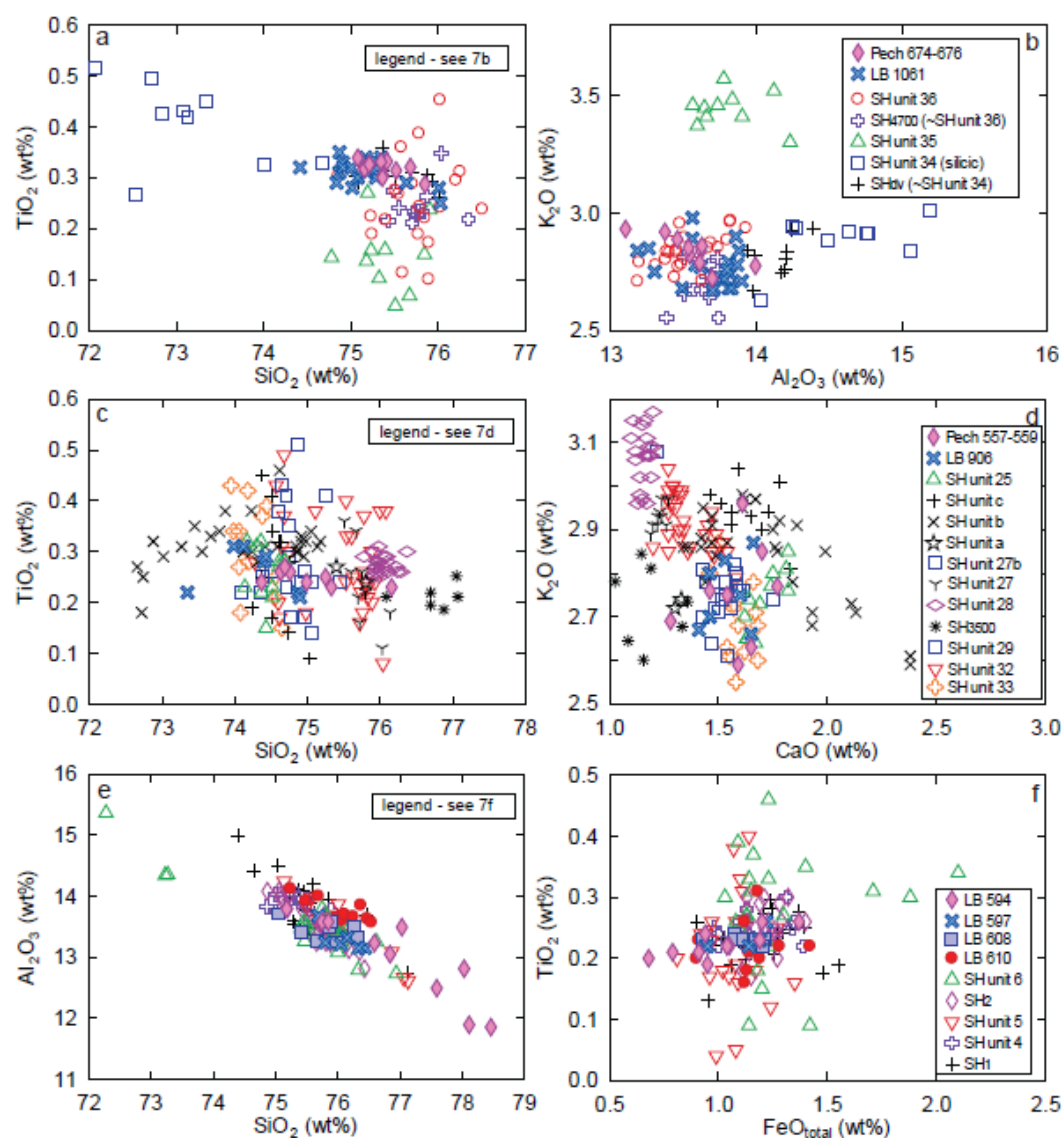 a
legend - see 7b
TiO2 (wt%)
0.6
0.5
0.4
0.3
0.2
0.1
0.0
72 73 74 75 76 77
SiO2 (wt%)
b
Pech 674-676
LB 1061
SH unit 36
SH4700 (~SH unit 36)
SH unit 35
SH unit 34 (silicic)
SHdv (~SH unit 34)
K2O (wt%)
3.5
3.0
2.5
13 14 15 16
Al2O3 (wt%)
c
legend - see 7d
TiO2 (wt%)
0.6
0.5
0.4
0.3
0.2
0.1
0.0
72 73 74 75 76 77 78
SiO2 (wt%)
d
Pech 557-559
LB 906
SH unit 25
SH unit c
SH unit b
SH unit a
SH unit 27b
SH unit 27
SH unit 28
SH3500
SH unit 29
SH unit 32
SH unit 33
K2O (wt%)
3.1
2.9
2.7
2.5
1.0 1.5 2.0 2.5 3.0
CaO (wt%)
e
legend - see 7f
Al2O3 (wt%)
16
15
14
13
12
11
72 73 74 75 76 77 78 79
SiO2 (wt%)
f
LB 594
LB 597
LB 608
LB 610
SH unit 6
SH2
SH unit 5
SH unit 4
SH1
TiO2 (wt%)
0.5
0.4
0.3
0.2
0.1
0.0
0.5 1.0 1.5 2.0 2.5
FeOtotal (wt%)